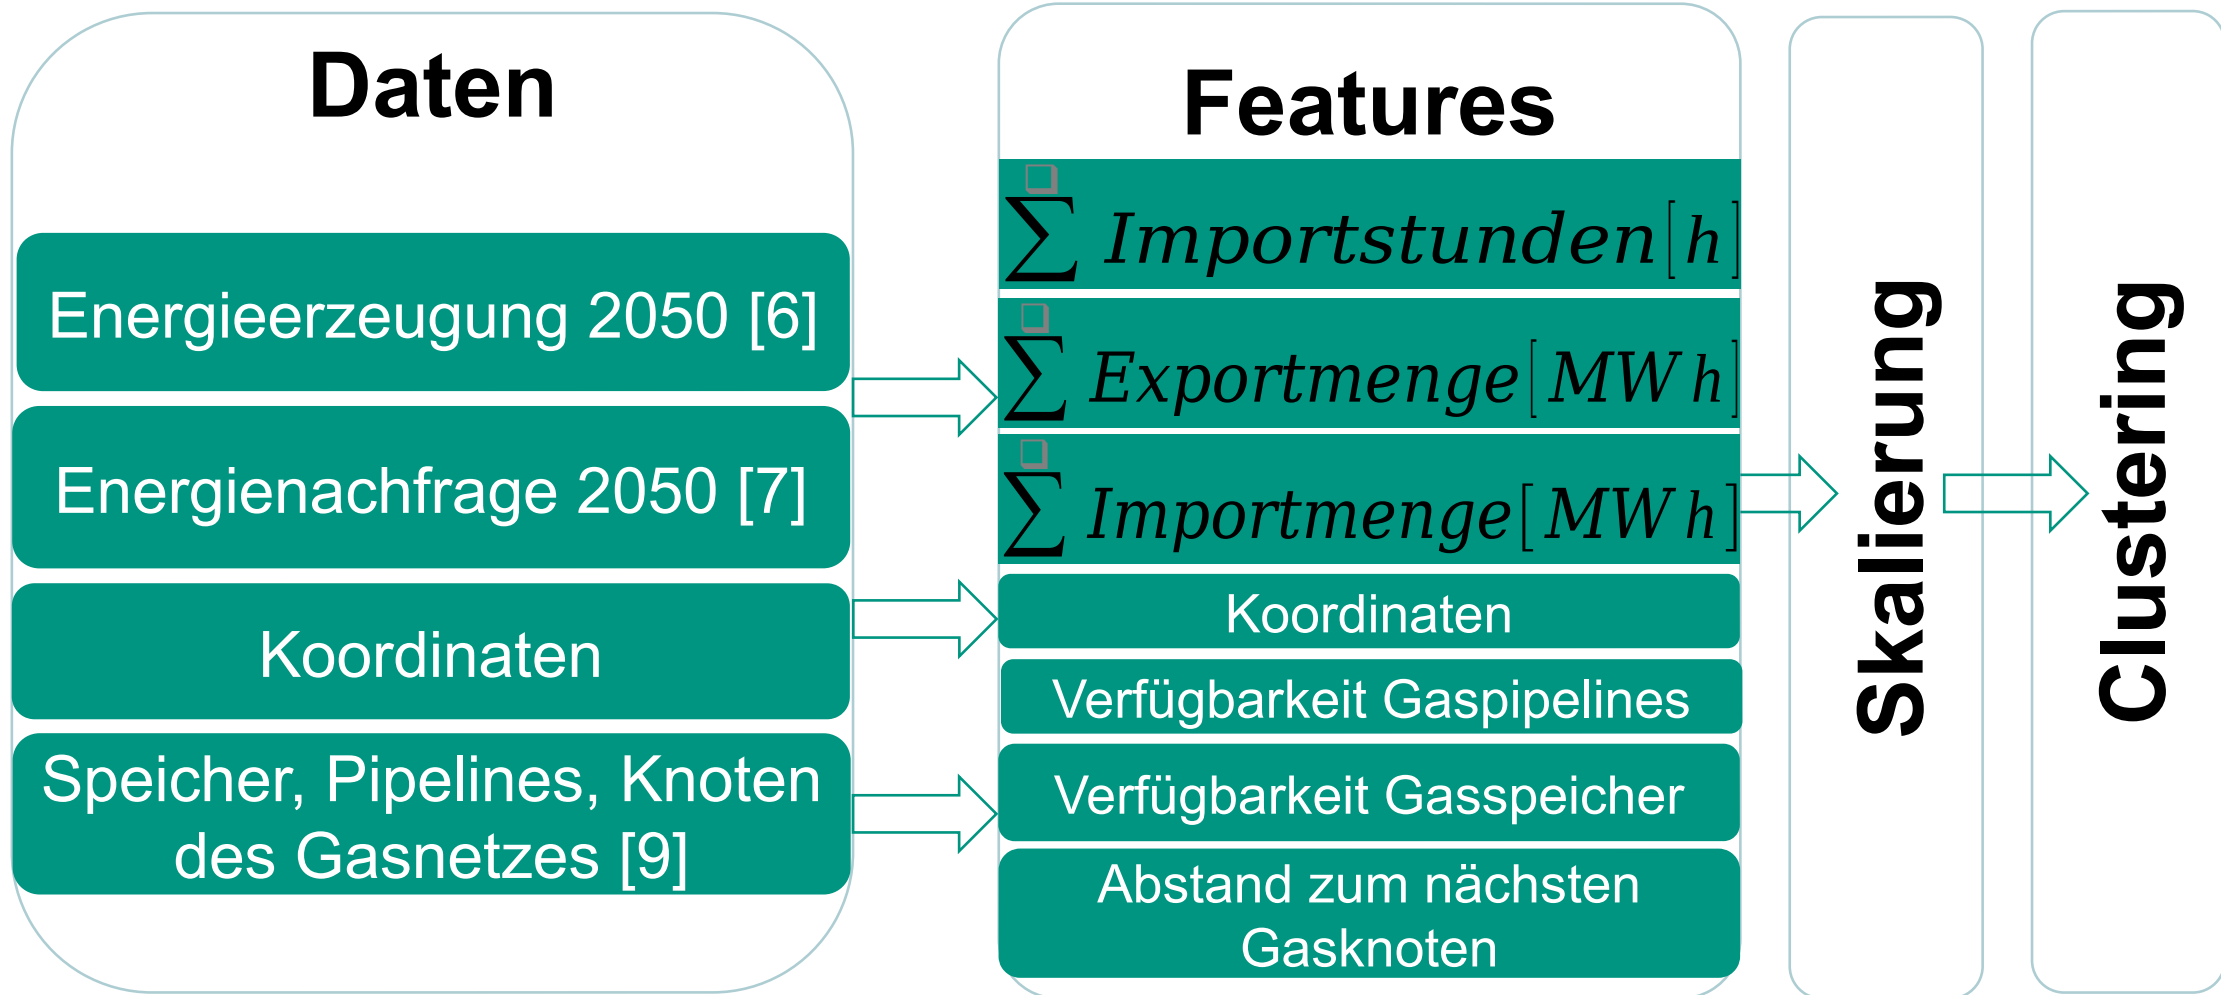 Daten
Energieerzeugung 2050 [6]
Energienachfrage 2050 [7]
Koordinaten
Speicher, Pipelines, Knoten
des Gasnetzes [9]
Features
∑ Importstunden[h]
∑ Exportmenge[MWh]
∑ Importmenge[MWh]
Koordinaten
Verfügbarkeit Gaspipelines
Verfügbarkeit Gasspeicher
Abstand zum nächsten
Gasknoten
Skalierung
Clustering